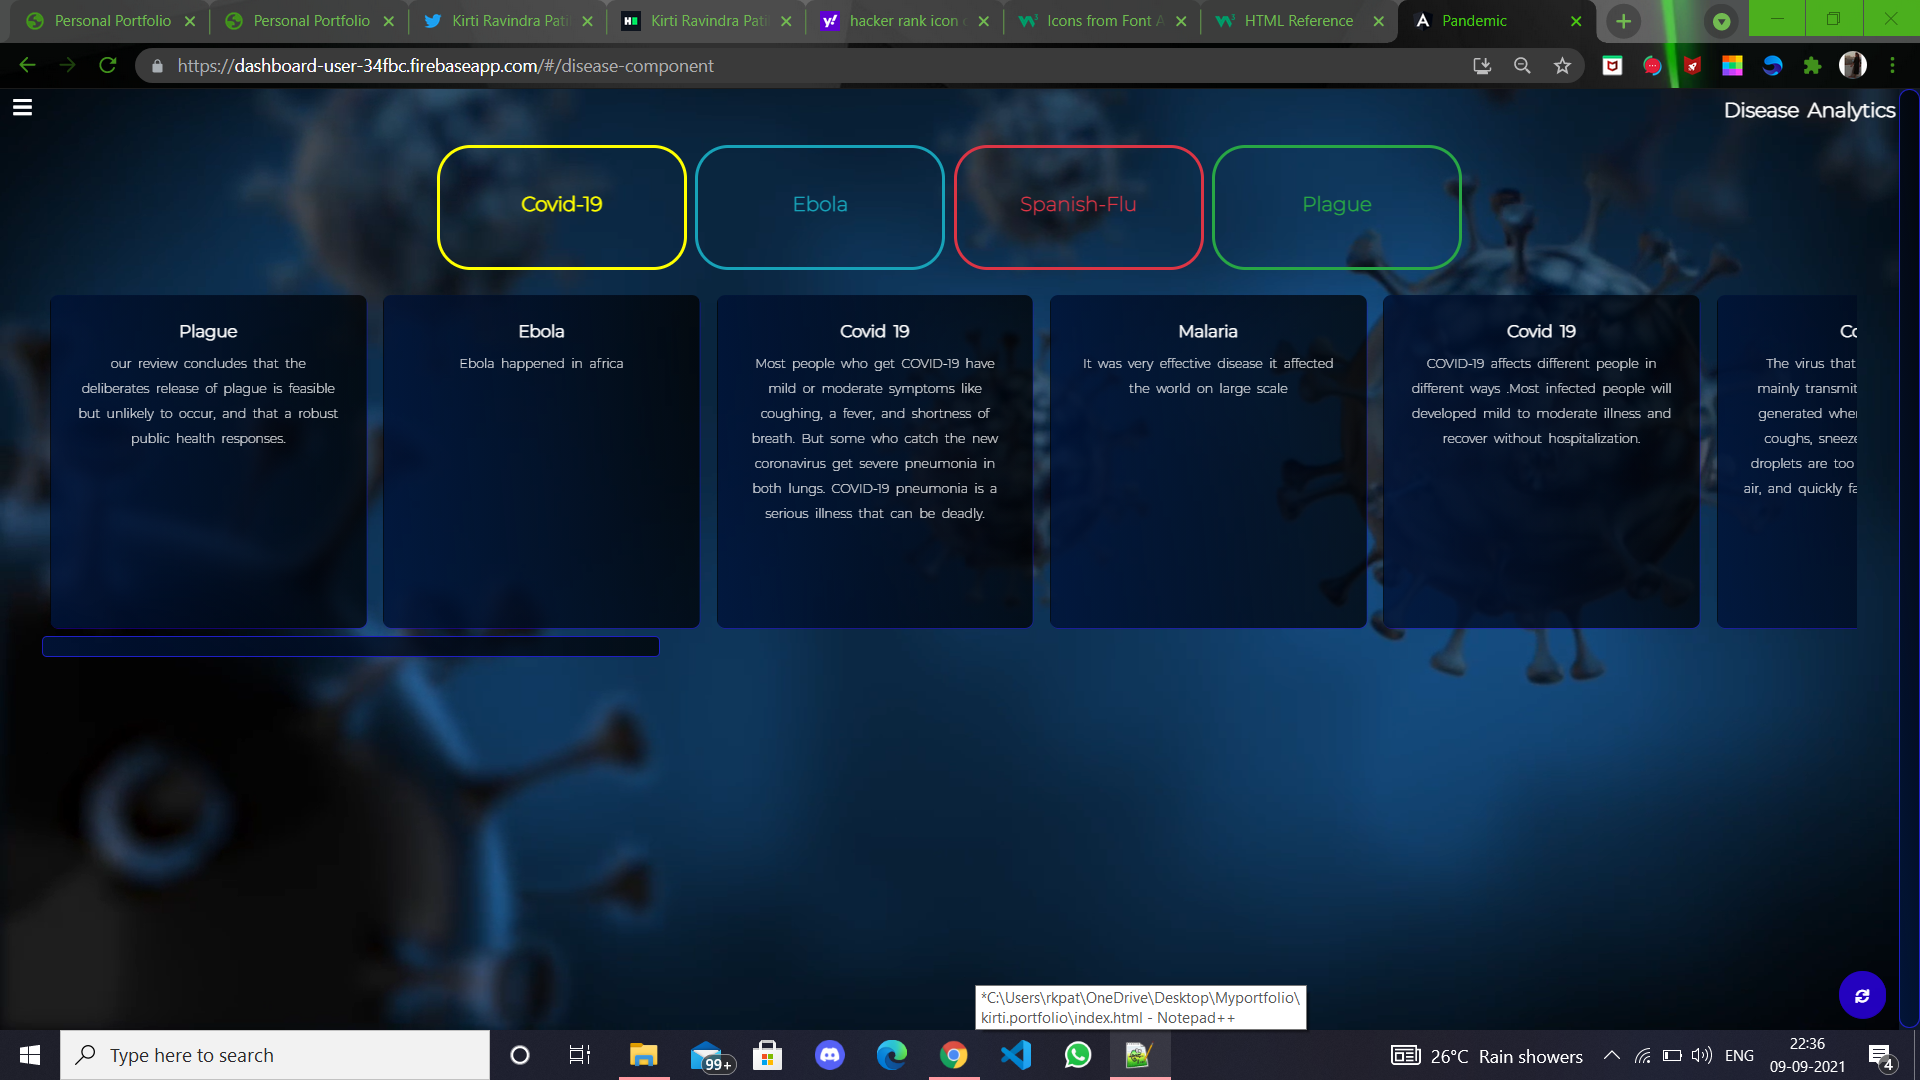 Personal Portfolio
Personal Portfolio
Kirti Ravindra Pati
Kirti Ravindra Pati
hacker rank icon
Icons from Font A
HTML Reference
Pandemic
https://dashboard-user-34fbc.firebaseapp.com/#/disease-component
Disease Analytics
Covid-19
Ebola
Spanish-Flu
Plague
Plague
our review concludes that the
deliberates release of plague is feasible
but unlikely to occur, and that a robust
public health responses.
Ebola
Ebola happened in africa
Covid 19
Most people who get COVID-19 have
mild or moderate symptoms like
coughing, a fever, and shortness of
breath. But some who catch the new
coronavirus get severe pneumonia in
both lungs. COVID-19 pneumonia is a
serious illness that can be deadly.
Malaria
It was very effective disease it affected
the world on large scale
Covid 19
COVID-19 affects different people in
different ways .Most infected people will
developed mild to moderate illness and
recover without hospitalization.
The virus that
mainly transmit
generated when
coughs, sneeze
droplets are too
air, and quickly fa
*C:\Users\rkpat\OneDrive\Desktop\Myportfolio\
kirti.portfolio\index.html - Notepad++
Type here to search
99+
26°C Rain showers
ENG
22:36
09-09-2021
4